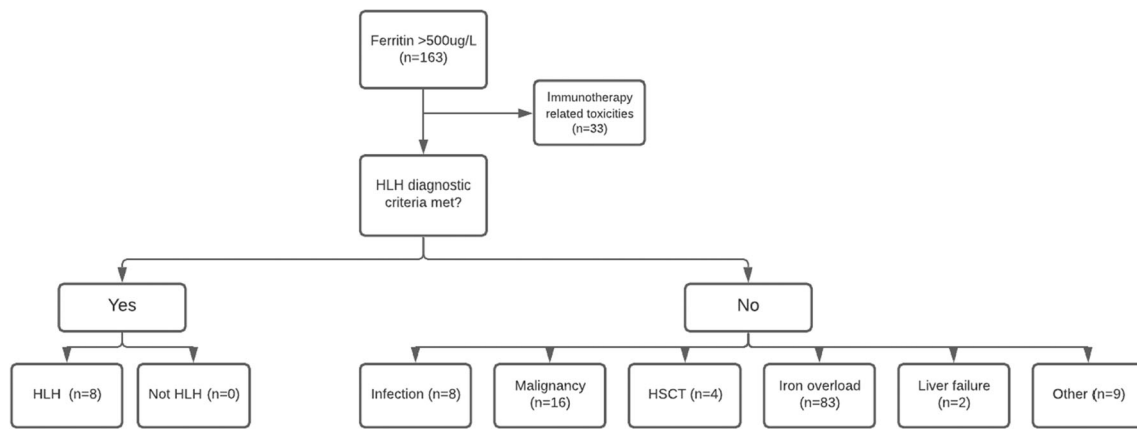 Ferritin >500ug/L
(n=163)
Immunotherapy
related toxicities
(n=33)
HLH diagnostic
criteria met?
Yes
No
HLH (n=8)
Not HLH (n=0)
Infection (n=8)
Malignancy
(n=16)
HSCT (n=4)
Iron overload
(n=83)
Liver failure
(n=2)
Other (n=9)